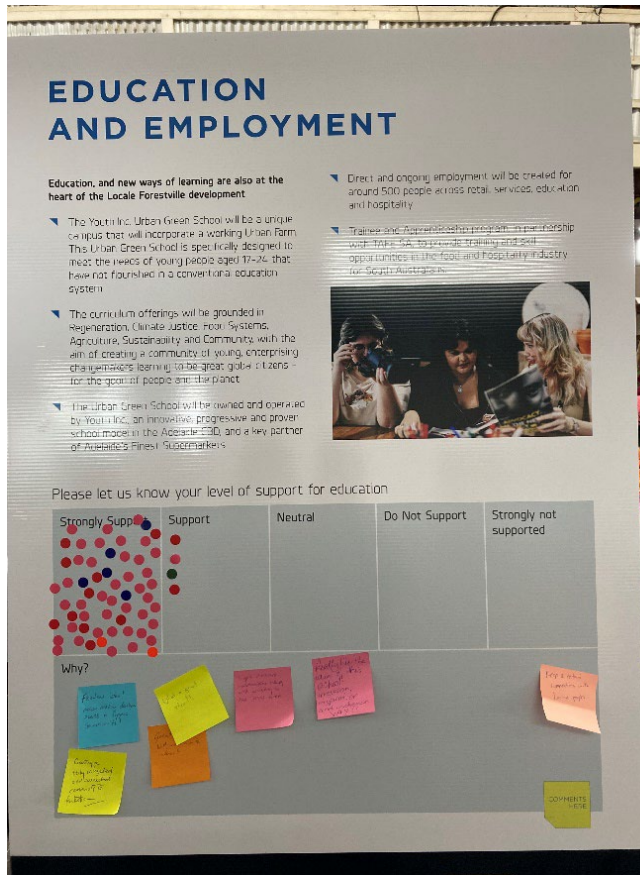 EDUCATION
AND EMPLOYMENT
Education, and new ways of learning are also at the
heart of the Locale Forestville development
The Youth Inc. Urban Green School will be a unique
campus that will incorporate a working Urban Farm.
This Urban Green School is specifically designed to
meet the needs of young people aged 17-24 that
have not flourished in a conventional education
system
The curriculum offerings will be grounded in
Regeneration, Climate Justice, Food Systems,
Agriculture, Sustainability and Community, with the
aim of creating a community of young, enterprising
changemakers learning to be great global citizens -
for the good of people and the planet
The Urban Green School will be owned and operated
by Youth Inc, an innovative, progressive and proven
school model in the Adelaide CBD, and a key partner
of Adelaide's Finest Supermarkets
Direct and ongoing employment will be created for
around 500 people across retail, services, education
and hospitality
Trainee and Apprenticeship program in partnership
with TAFE SA, to provide training and skill
opportunities in the food and hospitality industry
for South Australians
Please let us know your level of support for education
Strongly Support
Support
Neutral
Do Not Support
Strongly not
supported
Why?
COMMENTS
HERE